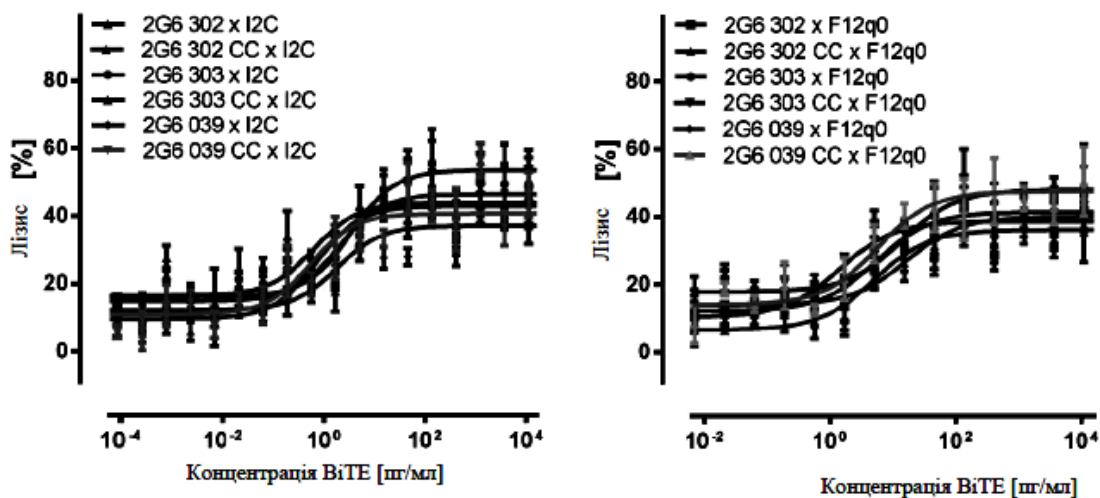 2G6 302 x I2C
2G6 302 CC x I2C
2G6 303 x I2C
2G6 303 CC x I2C
2G6 039 x I2C
2G6 039 CC x I2C
80
60
40
20
0
Лізис
[%]
10⁻⁴
10⁻²
10⁰
10²
10⁴
Концентрація BiTE [пг/мл]
2G6 302 x F12q0
2G6 302 CC x F12q0
2G6 303 x F12q0
2G6 303 CC x F12q0
2G6 039 x F12q0
2G6 039 CC x F12q0
80
60
40
20
0
Лізис
[%]
10⁻²
10⁰
10²
10⁴
Концентрація BiTE [пг/мл]